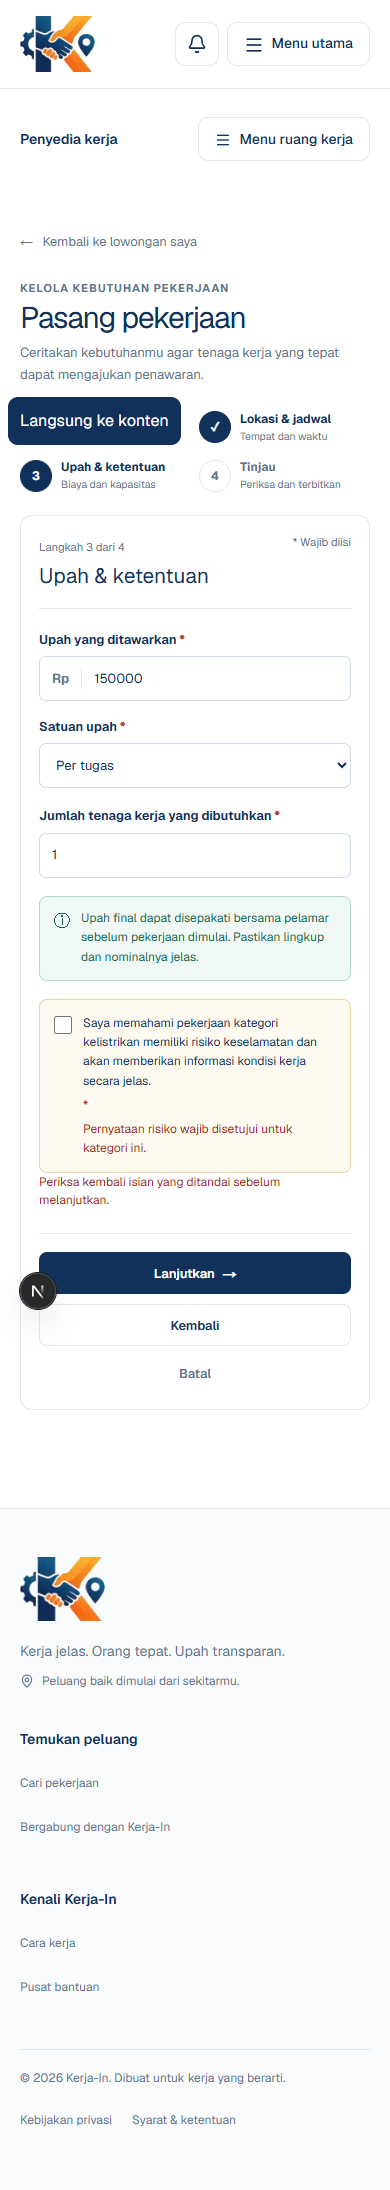 Menu utama
Penyedia kerja
Menu ruang kerja
← Kembali ke lowongan saya
KELOLA KEBUTUHAN PEKERJAAN
Pasang pekerjaan
Ceritakan kebutuhanmu agar tenaga kerja yang tepat
dapat mengajukan penawaran.
Langsung ke konten
✓ Lokasi & jadwal
Tempat dan waktu
3 Upah & ketentuan
Biaya dan kapasitas
4 Tinjau
Periksa dan terbitkan
Langkah 3 dari 4
* Wajib diisi
Upah & ketentuan
Upah yang ditawarkan *
Rp 150000
Satuan upah *
Per tugas
Jumlah tenaga kerja yang dibutuhkan *
1
Upah final dapat disepakati bersama pelamar
sebelum pekerjaan dimulai. Pastikan lingkup
dan nominalnya jelas.
Saya memahami pekerjaan kategori
kelistrikan memiliki risiko keselamatan dan
akan memberikan informasi kondisi kerja
secara jelas.
*
Pernyataan risiko wajib disetujui untuk
kategori ini.
Periksa kembali isian yang ditandai sebelum
melanjutkan.
Lanjutkan →
N
Kembali
Batal
Kerja jelas. Orang tepat. Upah transparan.
Peluang baik dimulai dari sekitarmu.
Temukan peluang
Cari pekerjaan
Bergabung dengan Kerja-In
Kenali Kerja-In
Cara kerja
Pusat bantuan
© 2026 Kerja-In. Dibuat untuk kerja yang berarti.
Kebijakan privasi Syarat & ketentuan